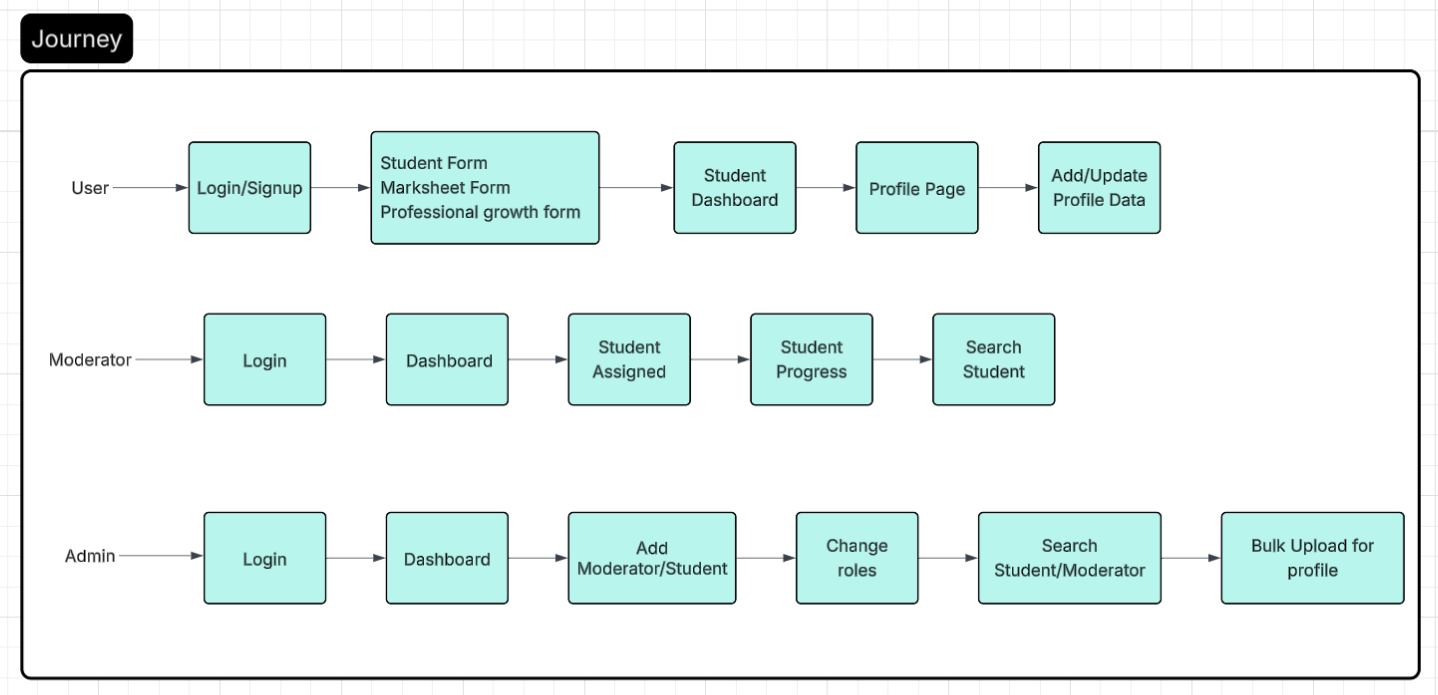 Journey
User
Login/Signup
Student Form
Marksheet Form
Professional growth form
Student
Dashboard
Profile Page
Add/Update
Profile Data
Moderator
Login
Dashboard
Student
Assigned
Student
Progress
Search
Student
Admin
Login
Dashboard
Add
Moderator/Student
Change
roles
Search
Student/Moderator
Bulk Upload for
profile